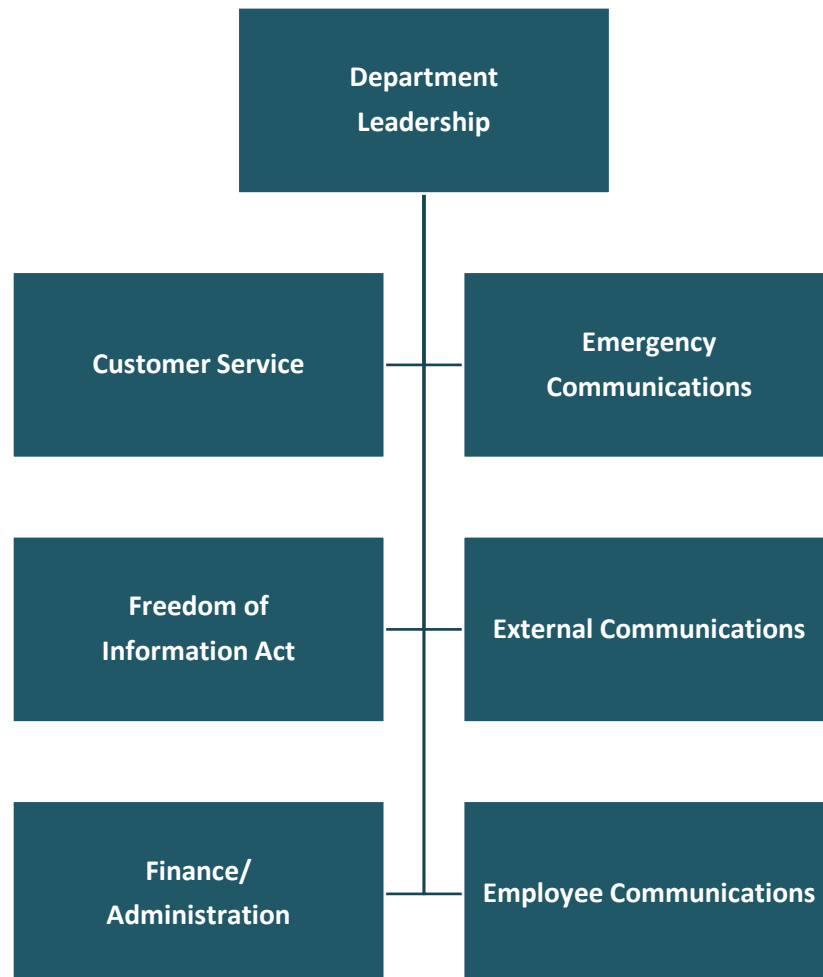 Department
Leadership
Customer Service
Emergency
Communications
Freedom of
Information Act
External Communications
Finance/
Administration
Employee Communications